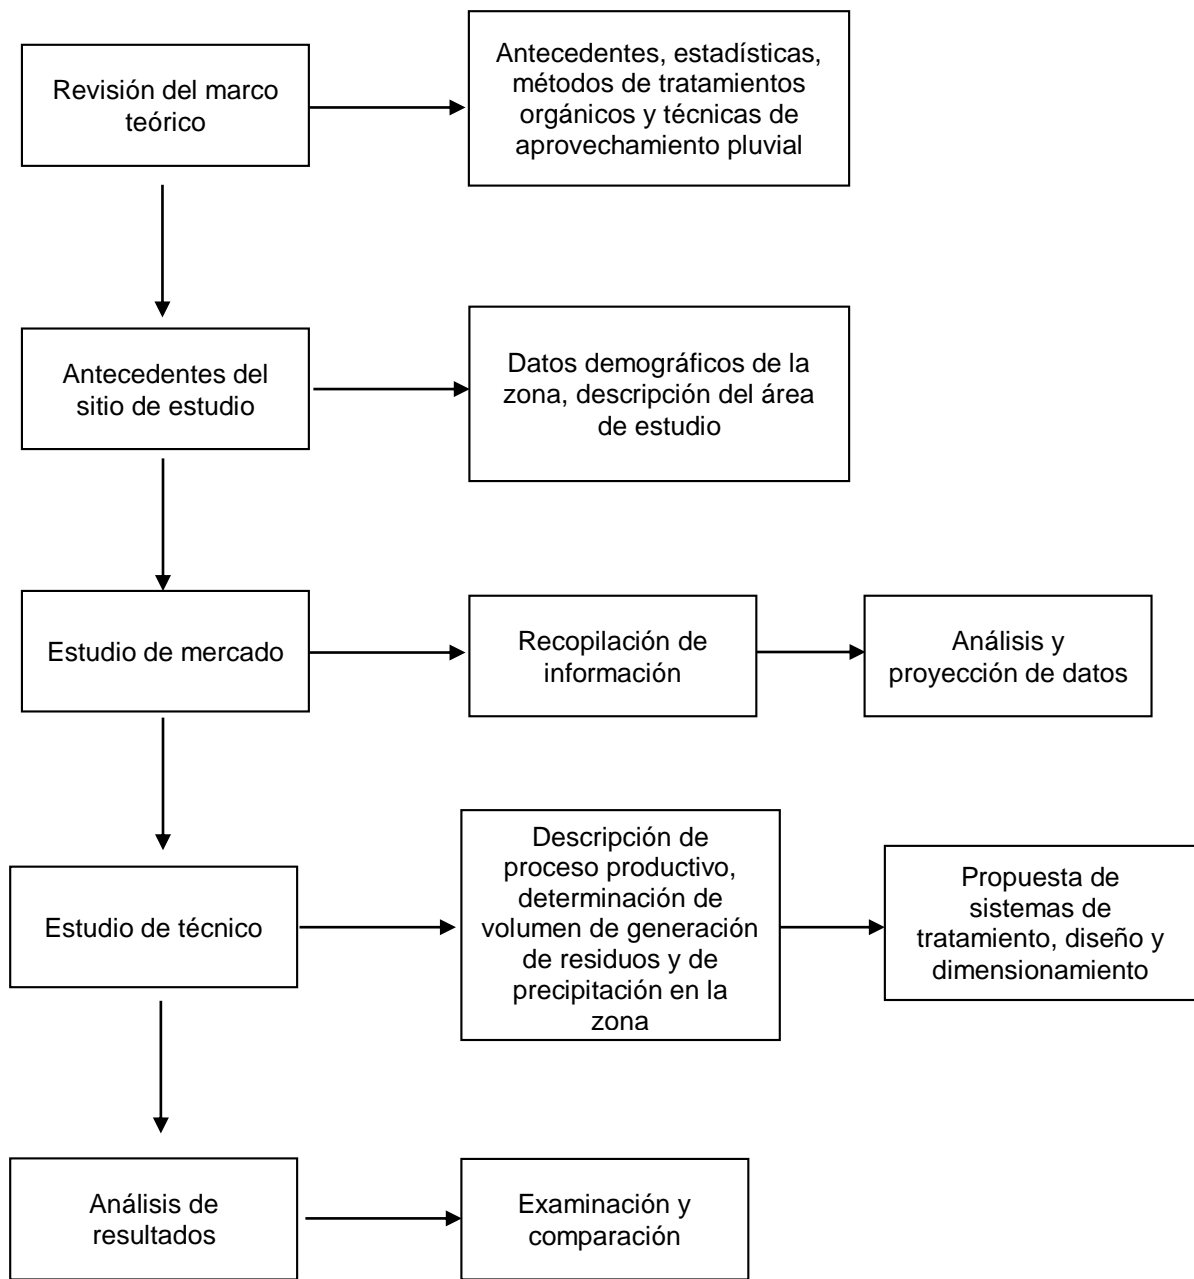 Revisión del marco
teórico
Antecedentes, estadísticas,
métodos de tratamientos
orgánicos y técnicas de
aprovechamiento pluvial
Antecedentes del
sitio de estudio
Datos demográficos de la
zona, descripción del área
de estudio
Estudio de mercado
Recopilación de
información
Análisis y
proyección de datos
Estudio de técnico
Descripción de
proceso productivo,
determinación de
volumen de generación
de residuos y de
precipitación en la
zona
Propuesta de
sistemas de
tratamiento, diseño y
dimensionamiento
Análisis de
resultados
Examinación y
comparación